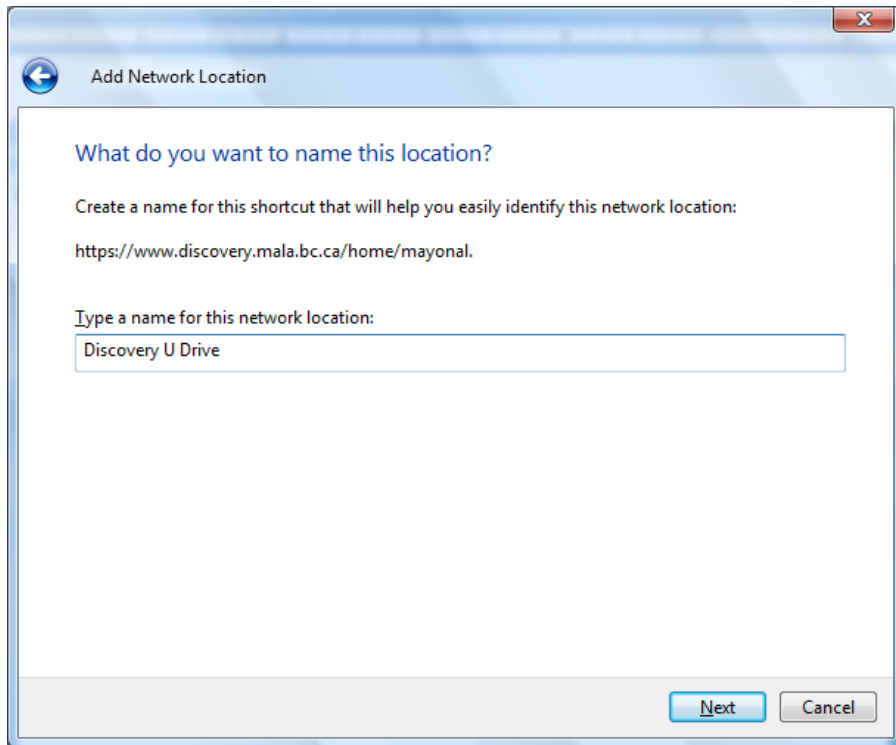 Add Network Location
What do you want to name this location?
Create a name for this shortcut that will help you easily identify this network location:
https://www.discovery.mala.bc.ca/home/mayonal.
Type a name for this network location:
Discovery U Drive
Next
Cancel